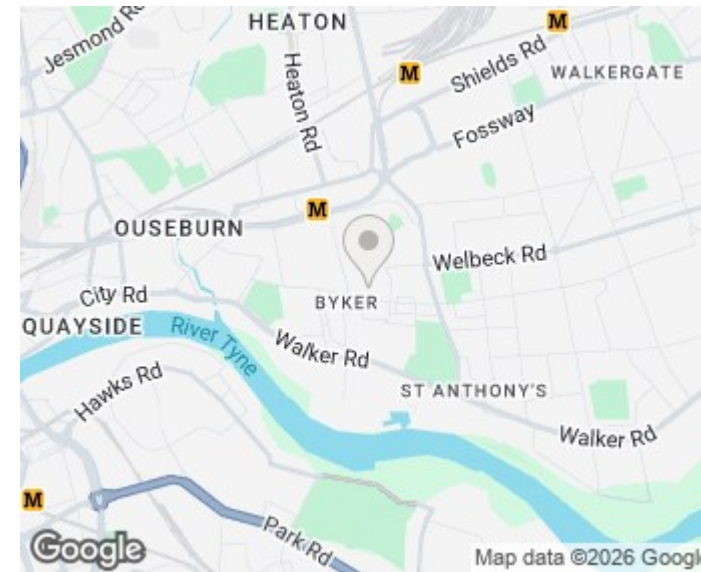 Jesmond Rd
HEATON
M
M
Shields Rd
WALKERGATE
Heaton Rd
Fossway
M
OUSEBURN
Welbeck Rd
City Rd
BYKER
QUAYSIDE
River Tyne
Walker Rd
Hawks Rd
ST ANTHONY'S
Walker Rd
M
Park Rd
Google
Map data ©2026 Googl